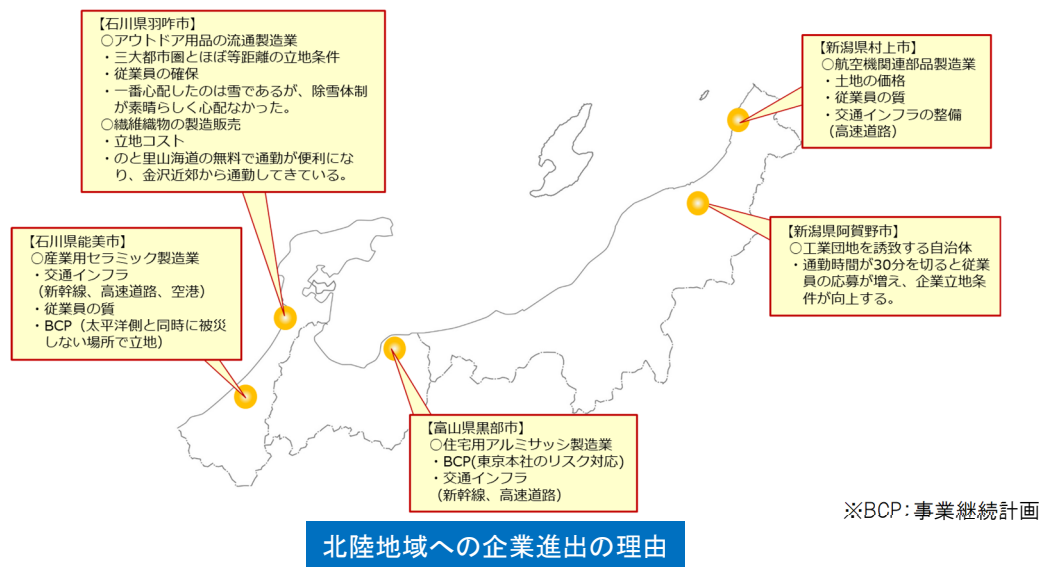 【石川県羽咋市】
○アウトドア用品の流通製造業
・三大都市圏とほぼ等距離の立地条件
・従業員の確保
・一番心配したのは雪であるが、除雪体制
が素晴らしく心配なかった。
○繊維織物の製造販売
・立地コスト
・のと里山海道の無料で通勤が便利にな
り、金沢近郊から通勤してきている。
【新潟県村上市】
○航空機関連部品製造業
・土地の価格
・従業員の質
・交通インフラの整備
(高速道路)
【石川県能美市】
○産業用セラミック製造業
・交通インフラ
(新幹線、高速道路、空港)
・従業員の質
・BCP（太平洋側と同時に被災
しない場所で立地）
【新潟県阿賀野市】
○工業団地を誘致する自治体
・通勤時間が30分を切ると従業
員の応募が増え、企業立地条
件が向上する。
【富山県黒部市】
○住宅用アルミサッシ製造業
・BCP(東京本社のリスク対応)
・交通インフラ
(新幹線、高速道路)
※BCP：事業継続計画
北陸地域への企業進出の理由